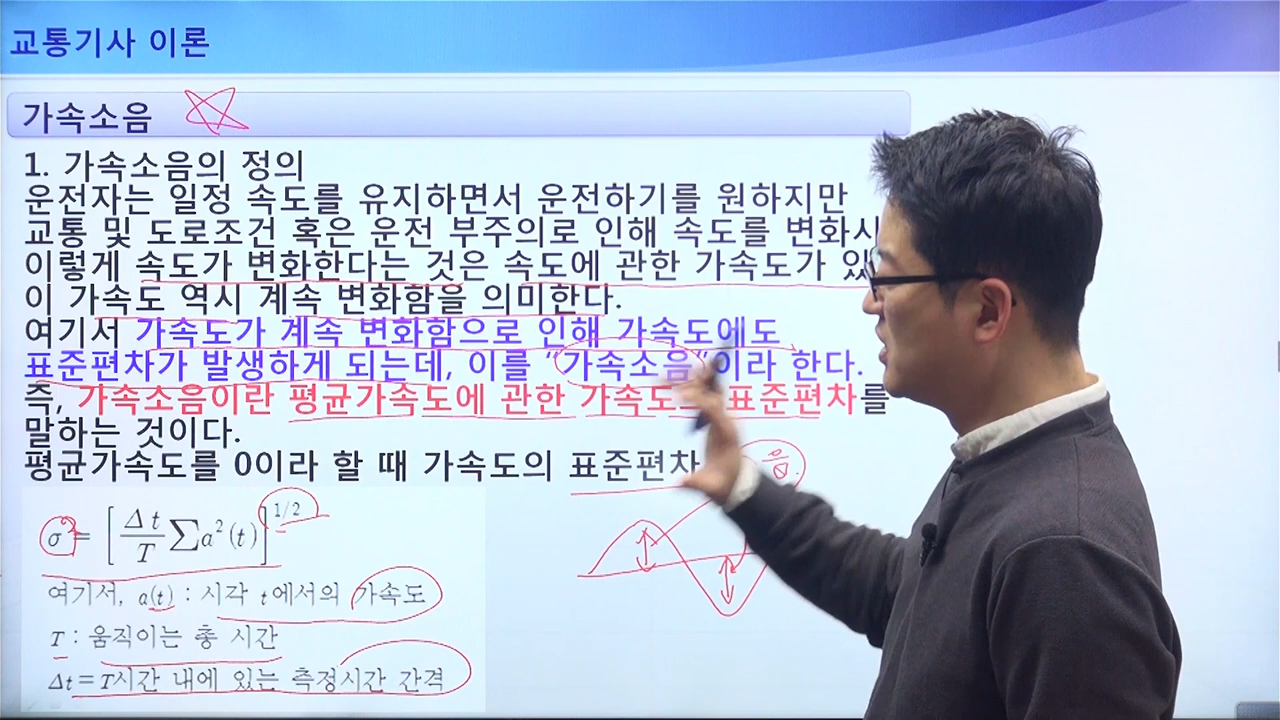 교통기사 이론
가속소음
1. 가속소음의 정의
운전자는 일정 속도를 유지하면서 운전하기를 원하지만
교통 및 도로조건 혹은 운전 부주의로 인해 속도를 변화시
이렇게 속도가 변화한다는 것은 속도에 관한 가속도가 있
이 가속도 역시 계속 변화함을 의미한다.
여기서 가속도가 계속 변화함으로 인해 가속도에도
표준편차가 발생하게 되는데, 이를 "가속소음"이라 한다.
즉, 가속소음이란 평균가속도에 관한 가속도의 표준편차를
말하는 것이다.
평균가속도를 0이라 할 때 가속도의 표준편차
σ = [Δt/T ∑a²(t)]^1/2
여기서, a(t) : 시각 t에서의 가속도
T : 움직이는 총 시간
Δt = T시간 내에 있는 측정시간 간격